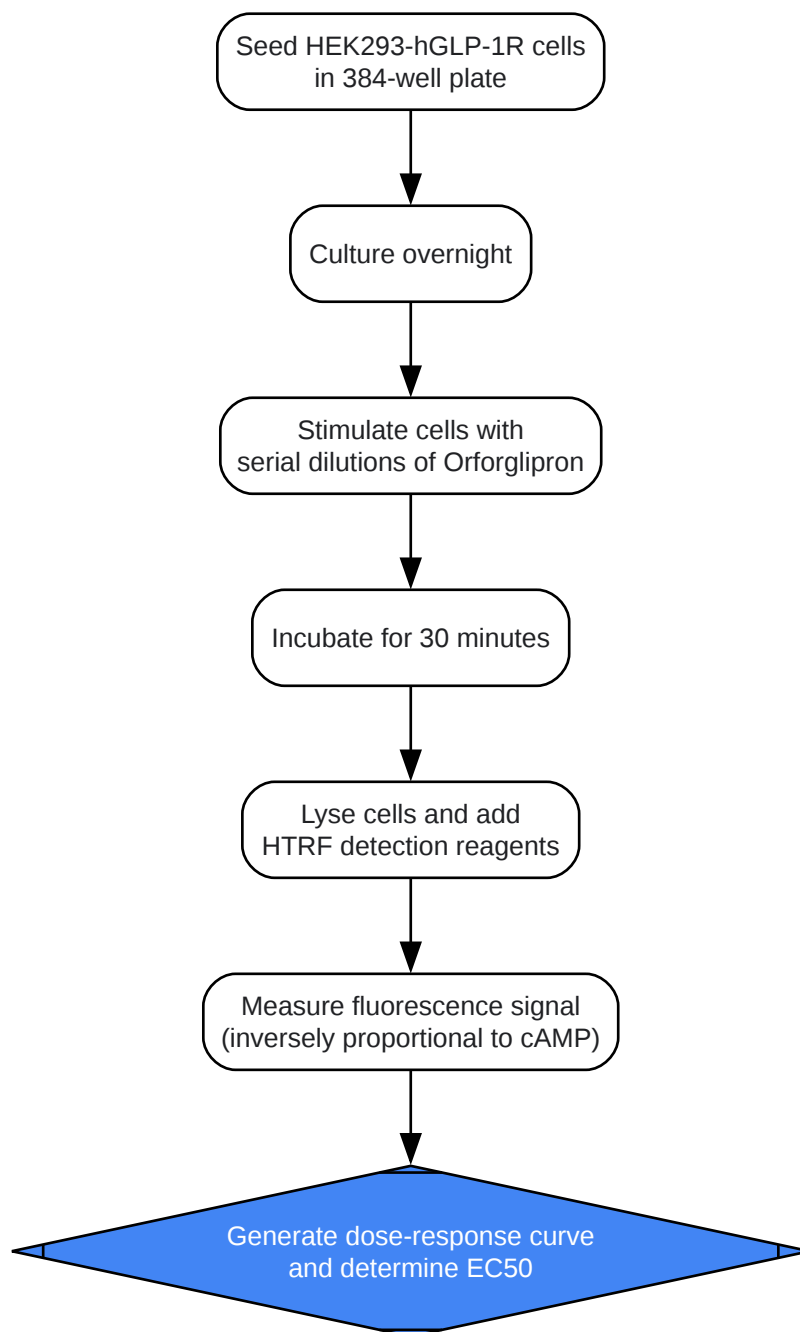 Seed HEK293-hGLP-1R cells
in 384-well plate
Culture overnight
Stimulate cells with
serial dilutions of Orforglipron
Incubate for 30 minutes
Lyse cells and add
HTRF detection reagents
Measure fluorescence signal
(inversely proportional to cAMP)
Generate dose-response curve
and determine EC50